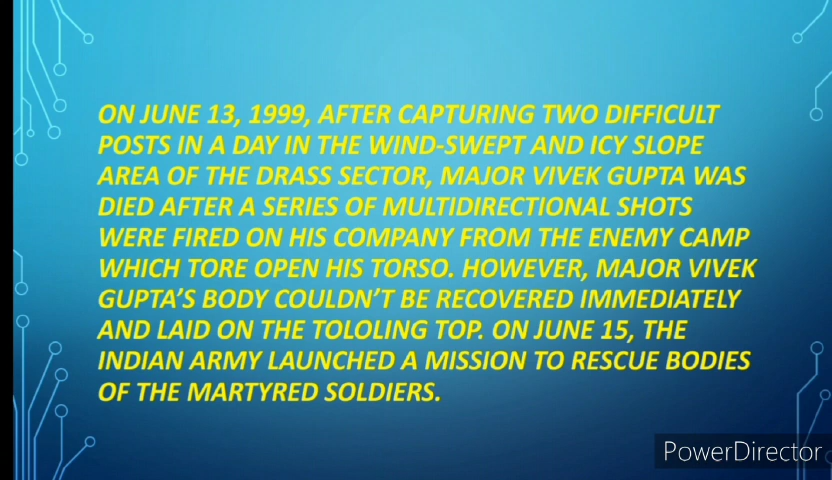 ON JUNE 13, 1999, AFTER CAPTURING TWO DIFFICULT
POSTS IN A DAY IN THE WIND-SWEPT AND ICY SLOPE
AREA OF THE DRASS SECTOR, MAJOR VIVEK GUPTA WAS
DIED AFTER A SERIES OF MULTIDIRECTIONAL SHOTS
WERE FIRED ON HIS COMPANY FROM THE ENEMY CAMP
WHICH TORE OPEN HIS TORSO. HOWEVER, MAJOR VIVEK
GUPTA'S BODY COULDN'T BE RECOVERED IMMEDIATELY
AND LAID ON THE TOLOLING TOP. ON JUNE 15, THE
INDIAN ARMY LAUNCHED A MISSION TO RESCUE BODIES
OF THE MARTYRED SOLDIERS.
PowerDirector